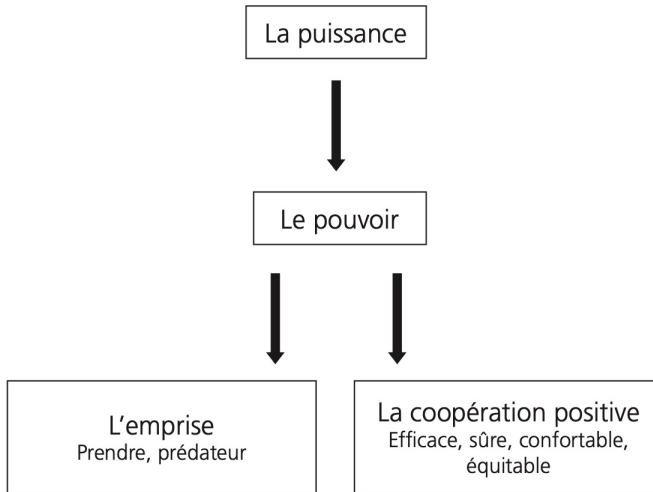 La puissance
Le pouvoir
L’emprise
Prendre, prédateur
La coopération positive
Efficace, sûre, confortable,
équitable